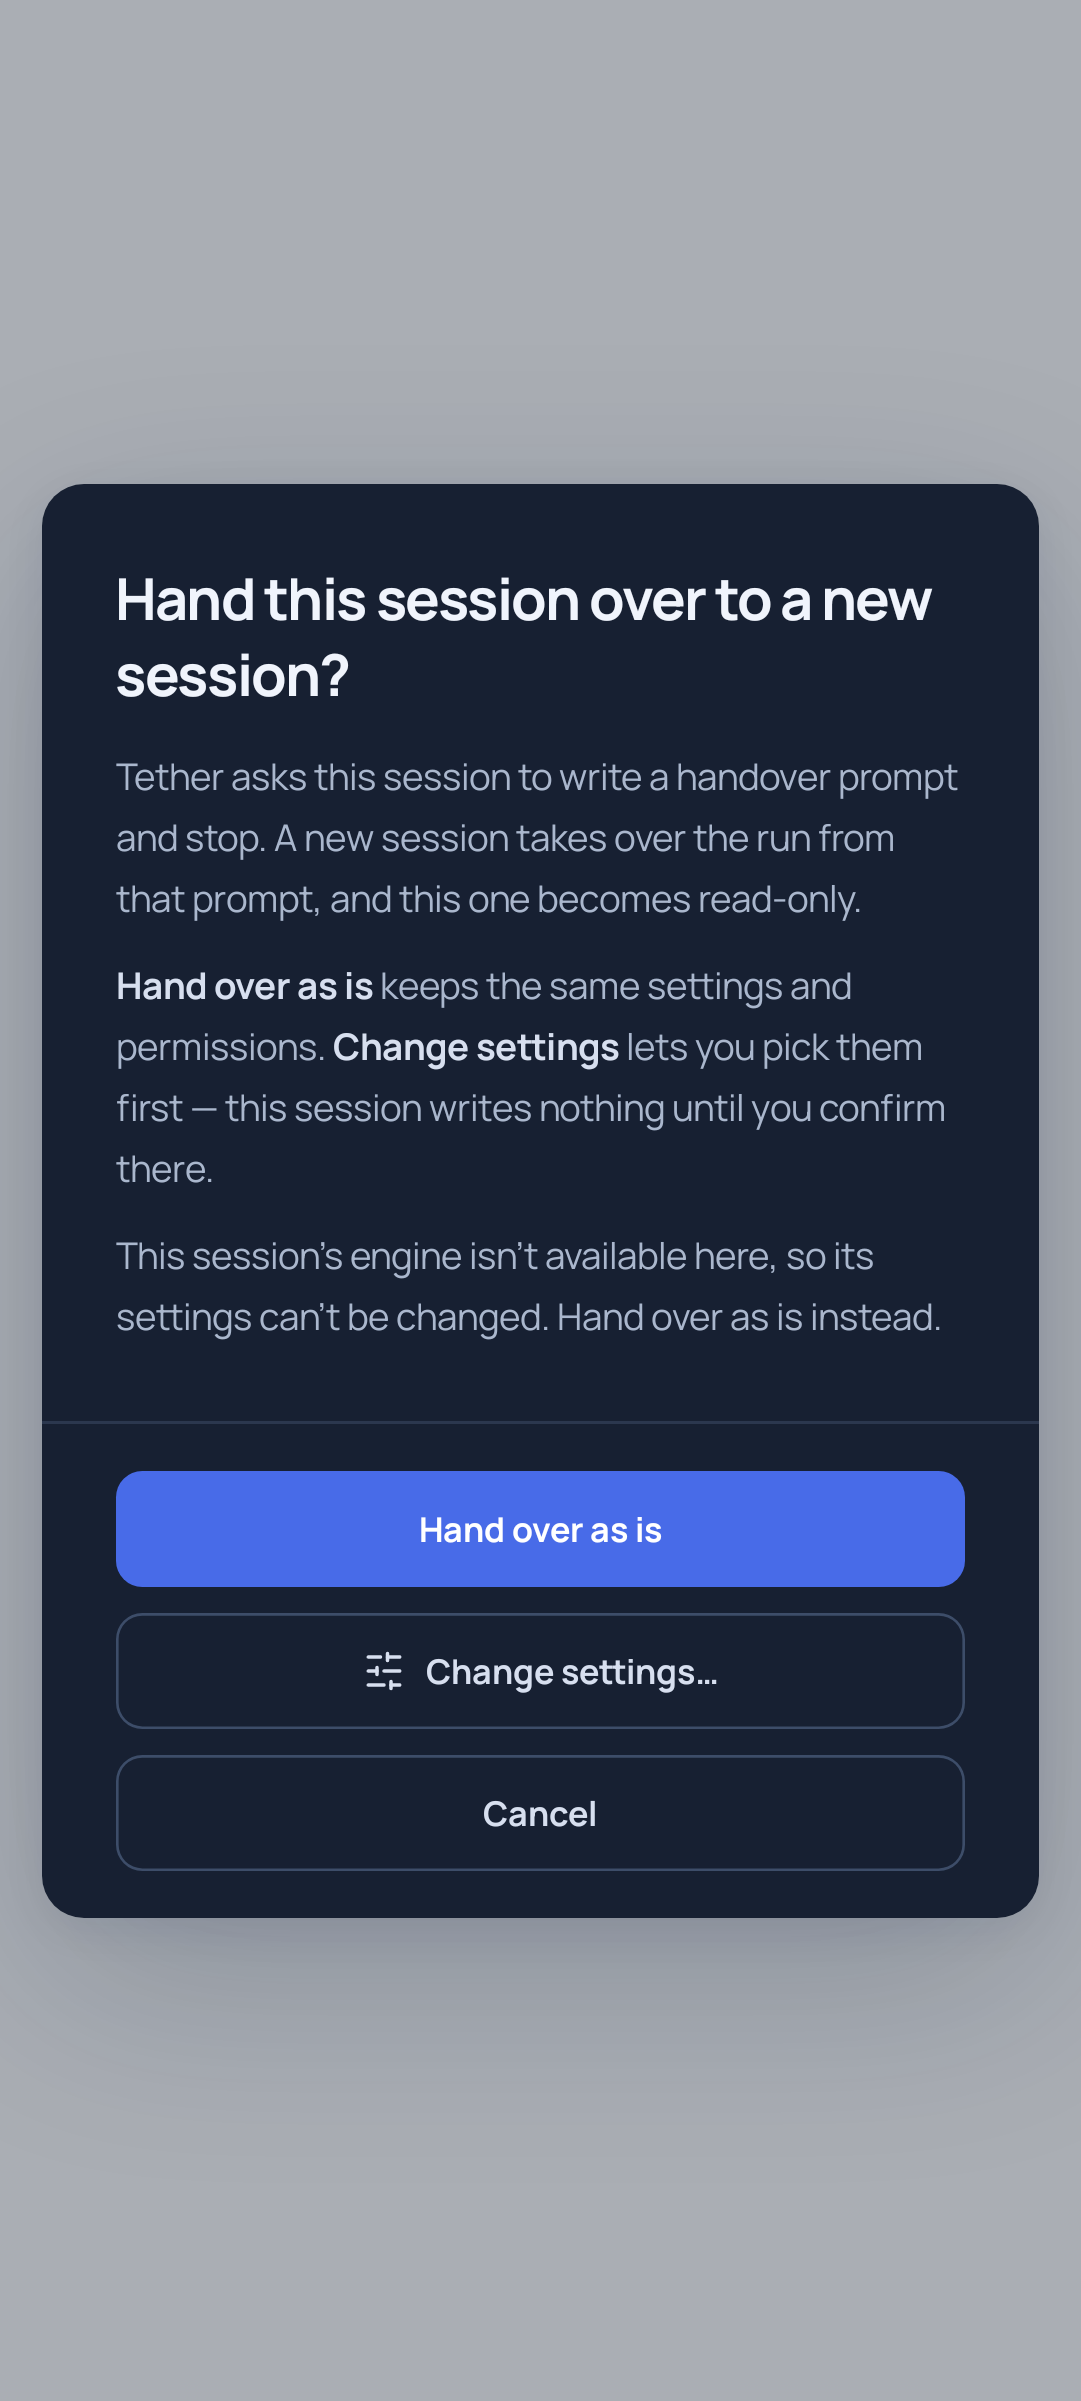 Hand this session over to a new
session?
Tether asks this session to write a handover prompt
and stop. A new session takes over the run from
that prompt, and this one becomes read-only.
Hand over as is keeps the same settings and
permissions. Change settings lets you pick them
first — this session writes nothing until you confirm
there.
This session’s engine isn’t available here, so its
settings can’t be changed. Hand over as is instead.
Hand over as is
Change settings…
Cancel